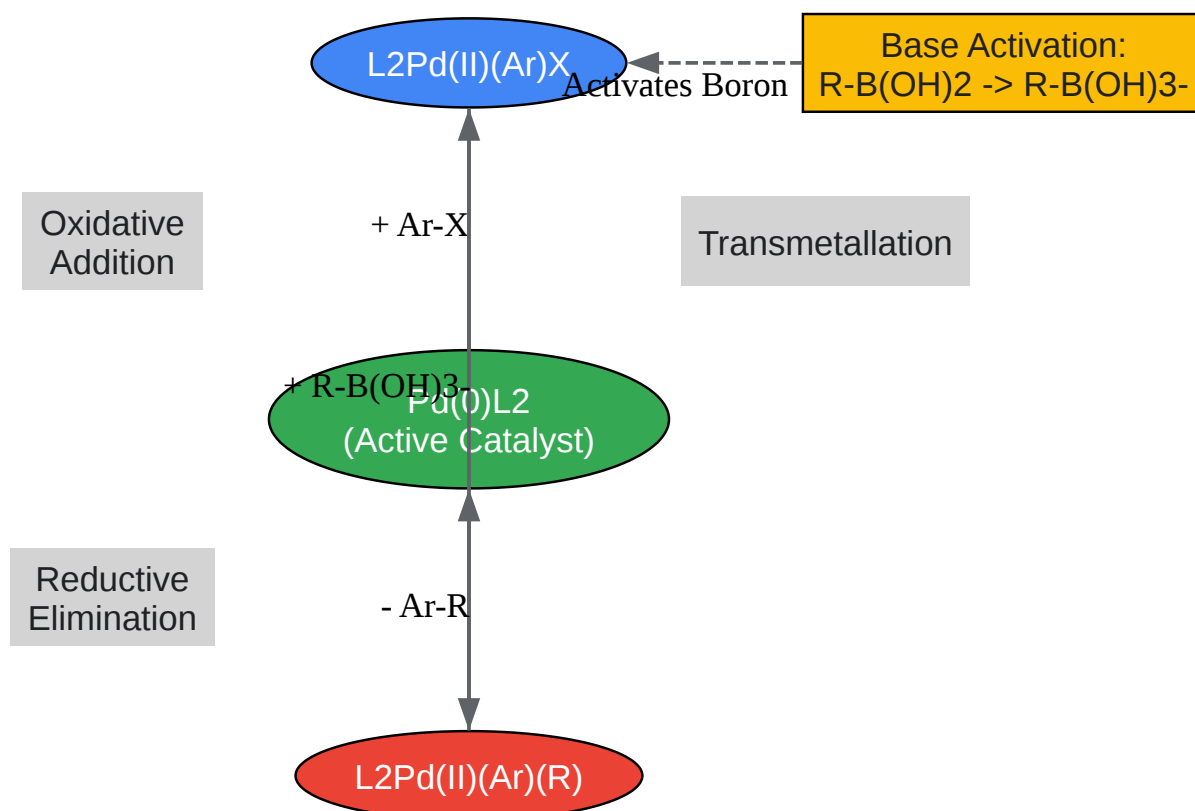 L2Pd(II)(Ar)X
Base Activation:
R-B(OH)2 -> R-B(OH)3-
Activates Boron
Oxidative
Addition
+ Ar-X
Transmetallation
+ R-B(OH)3-
Pd(0)L2
(Active Catalyst)
Reductive
Elimination
- Ar-R
L2Pd(II)(Ar)(R)